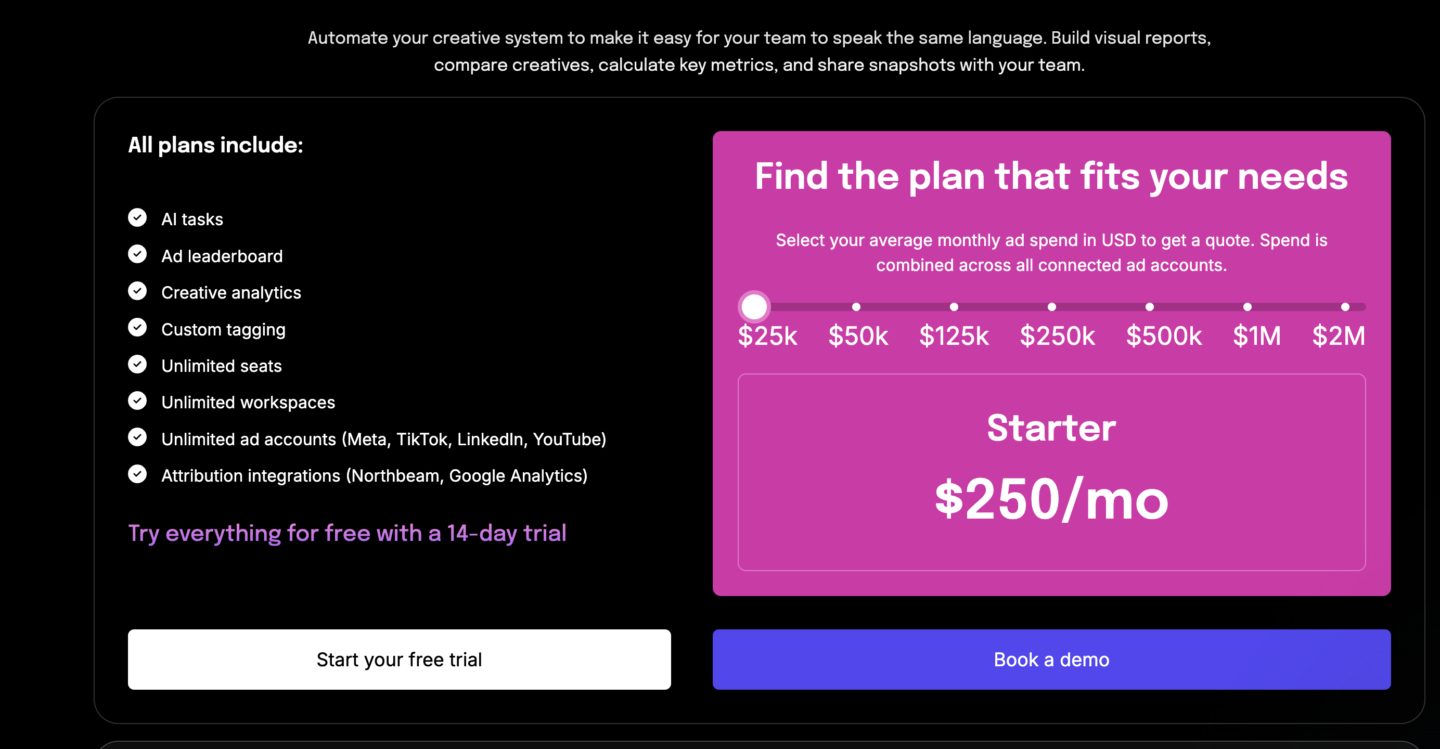 Automate your creative system to make it easy for your team to speak the same language. Build visual reports,
compare creatives, calculate key metrics, and share snapshots with your team.
All plans include:
AI tasks
Ad leaderboard
Creative analytics
Custom tagging
Unlimited seats
Unlimited workspaces
Unlimited ad accounts (Meta, TikTok, LinkedIn, YouTube)
Attribution integrations (Northbeam, Google Analytics)
Try everything for free with a 14-day trial
Start your free trial
Find the plan that fits your needs
Select your average monthly ad spend in USD to get a quote. Spend is
combined across all connected ad accounts.
$25k $50k $125k $250k $500k $1M $2M
Starter
$250/mo
Book a demo